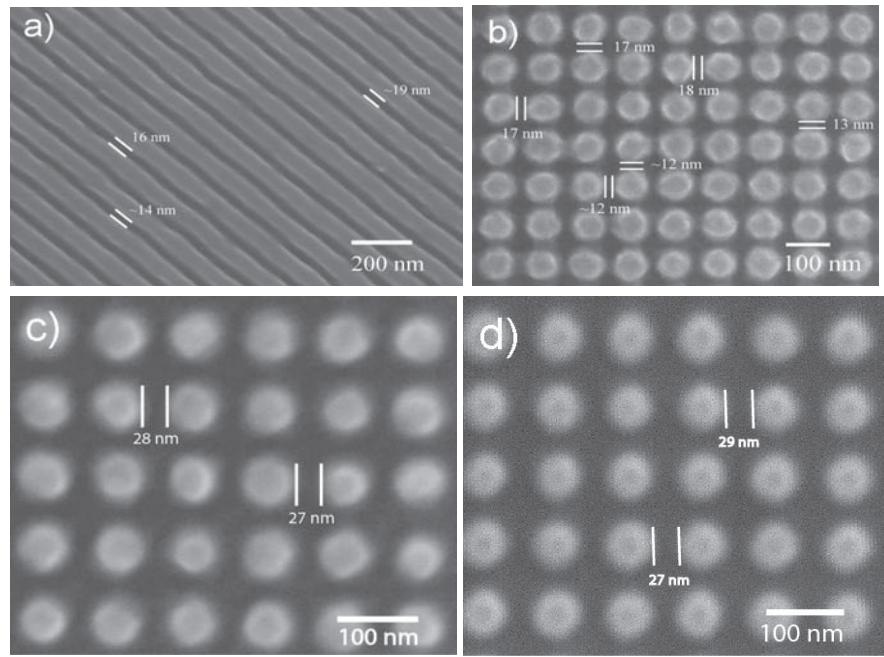 a)
~19 nm
16 nm
~14 nm
200 nm
b)
17 nm
18 nm
17 nm
13 nm
~12 nm
~12 nm
100 nm
c)
28 nm
27 nm
100 nm
d)
29 nm
27 nm
100 nm